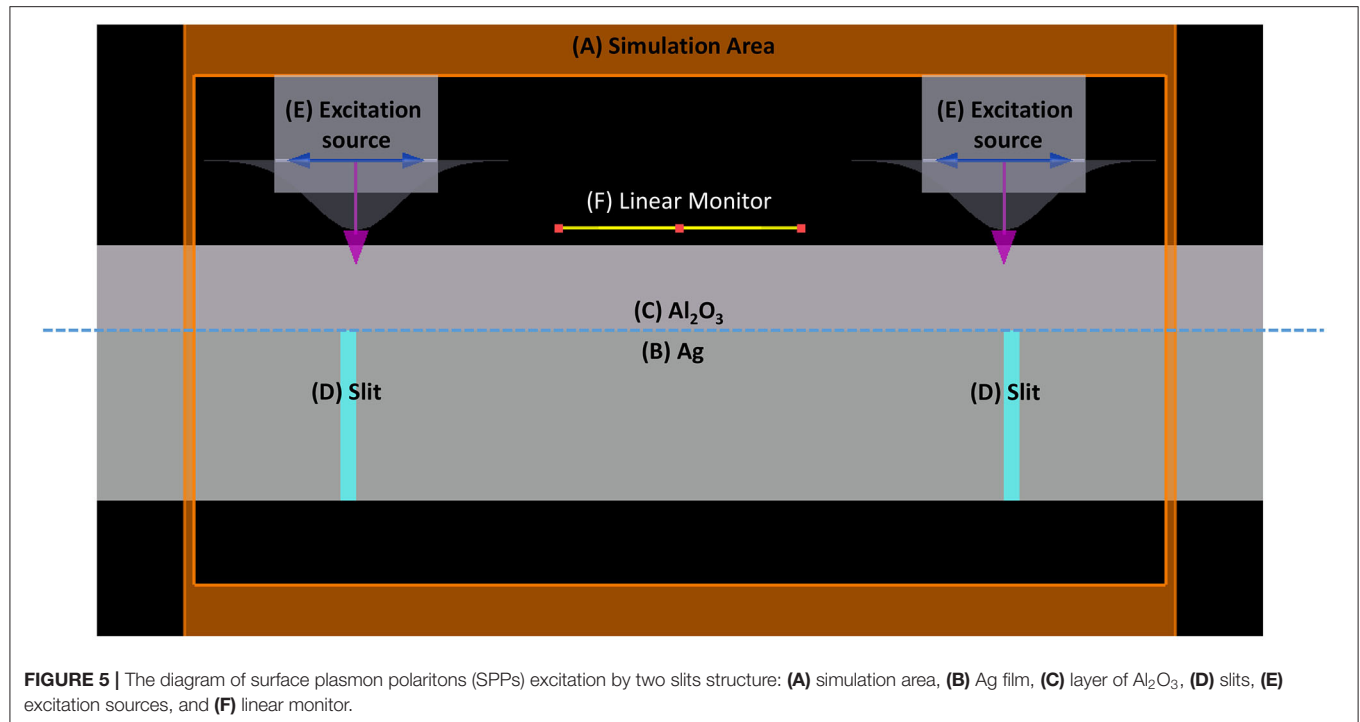 (A) Simulation Area
(E) Excitation
source
(E) Excitation
source
(F) Linear Monitor
(C) Al₂O₃
(B) Ag
(D) Slit
(D) Slit
FIGURE 5 | The diagram of surface plasmon polaritons (SPPs) excitation by two slits structure: (A) simulation area, (B) Ag film, (C) layer of Al₂O₃, (D) slits, (E)
excitation sources, and (F) linear monitor.